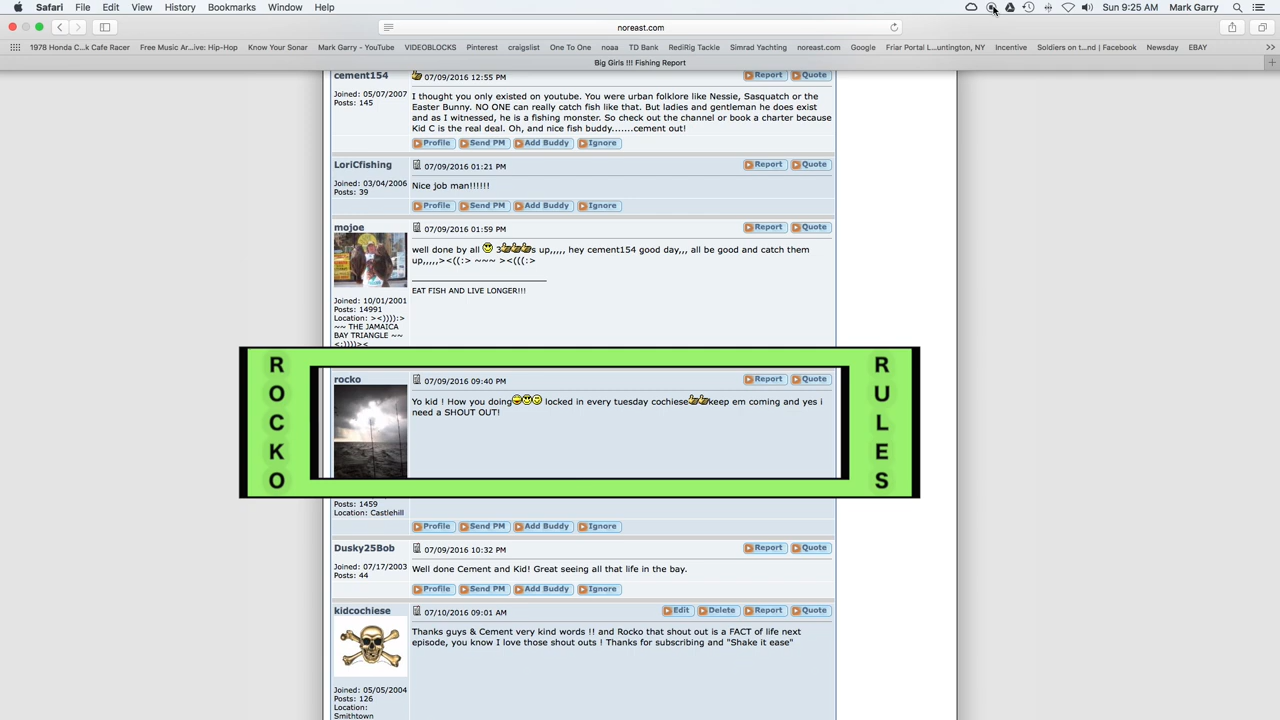 Safari File Edit View History Bookmarks Window Help Sun 9:25 AM Mark Garry
noreast.com
1978 Honda C...k Cafe Racer Free Music Ar...ive: Hip-Hop Know Your Sonar Mark Garry - YouTube VIDEOBLOCKS Pinterest craigslist One To One noaa TD Bank RediRig Tackle Simrad Yachting noreast.com Google Friar Portal L...untington, NY Incentive Soldiers on t...nd | Facebook Newsday EBAY >>
Big Girls !!! Fishing Report
cement154 07/09/2016 12:55 PM Report Quote
Joined: 05/07/2007
Posts: 145
I thought you only existed on youtube. You were urban folklore like Nessie, Sasquatch or the
Easter Bunny. NO ONE can really catch fish like that. But ladies and gentleman he does exist
and as I witnessed, he is a fishing monster. So check out the channel or book a charter because
Kid C is the real deal. Oh, and nice fish buddy.......cement out!
Profile Send PM Add Buddy Ignore
LoriCfishing 07/09/2016 01:21 PM Report Quote
Joined: 03/04/2006
Posts: 39
Nice job man!!!!!!
Profile Send PM Add Buddy Ignore
mojoe 07/09/2016 01:59 PM Report Quote
well done by all 3s up,,,,, hey cement154 good day,,, all be good and catch them
up,,,,,><((:> ~~~ ><(((:>
EAT FISH AND LIVE LONGER!!!
Joined: 10/01/2001
Posts: 14991
Location: ><)))):>
~~ THE JAMAICA
BAY TRIANGLE ~~
<:))))><
ROCKO
RULES
rocko 07/09/2016 09:40 PM Report Quote
Yo kid ! How you doing locked in every tuesday cochiese keep em coming and yes i
need a SHOUT OUT!
Posts: 1459
Location: Castlehill
Profile Send PM Add Buddy Ignore
Dusky25Bob 07/09/2016 10:32 PM Report Quote
Joined: 07/17/2003
Posts: 44
Well done Cement and Kid! Great seeing all that life in the bay.
Profile Send PM Add Buddy Ignore
kidcochiese 07/10/2016 09:01 AM Edit Delete Report Quote
Thanks guys & Cement very kind words !! and Rocko that shout out is a FACT of life next
episode, you know I love those shout outs ! Thanks for subscribing and "Shake it ease"
Joined: 05/05/2004
Posts: 126
Location:
Smithtown